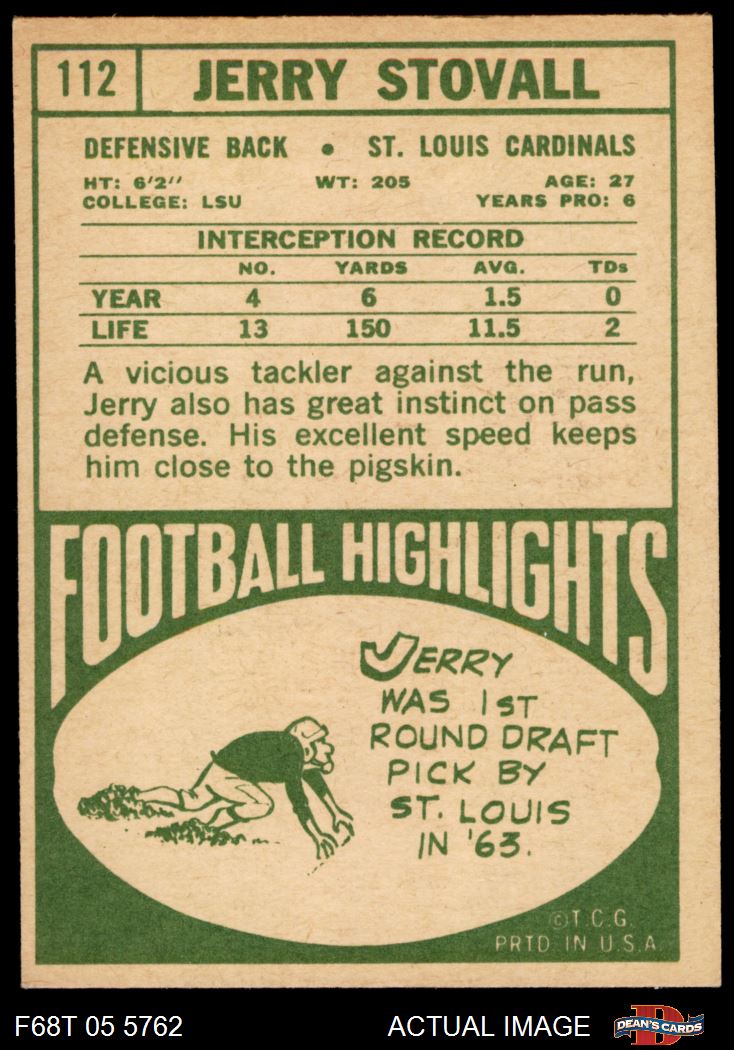 112 JERRY STOVALL
DEFENSIVE BACK • ST. LOUIS CARDINALS
HT: 6'2'' WT: 205 AGE: 27
COLLEGE: LSU YEARS PRO: 6
INTERCEPTION RECORD
NO. YARDS AVG. TDs
YEAR 4 6 1.5 0
LIFE 13 150 11.5 2
A vicious tackler against the run,
Jerry also has great instinct on pass
defense. His excellent speed keeps
him close to the pigskin.
FOOTBALL HIGHLIGHTS
JERRY
WAS 1ST
ROUND DRAFT
PICK BY
ST. LOUIS
IN '63.
©T.C.G.
PRTD. IN U.S.A.
F68T 05 5762 ACTUAL IMAGE DEAN'S CARDS